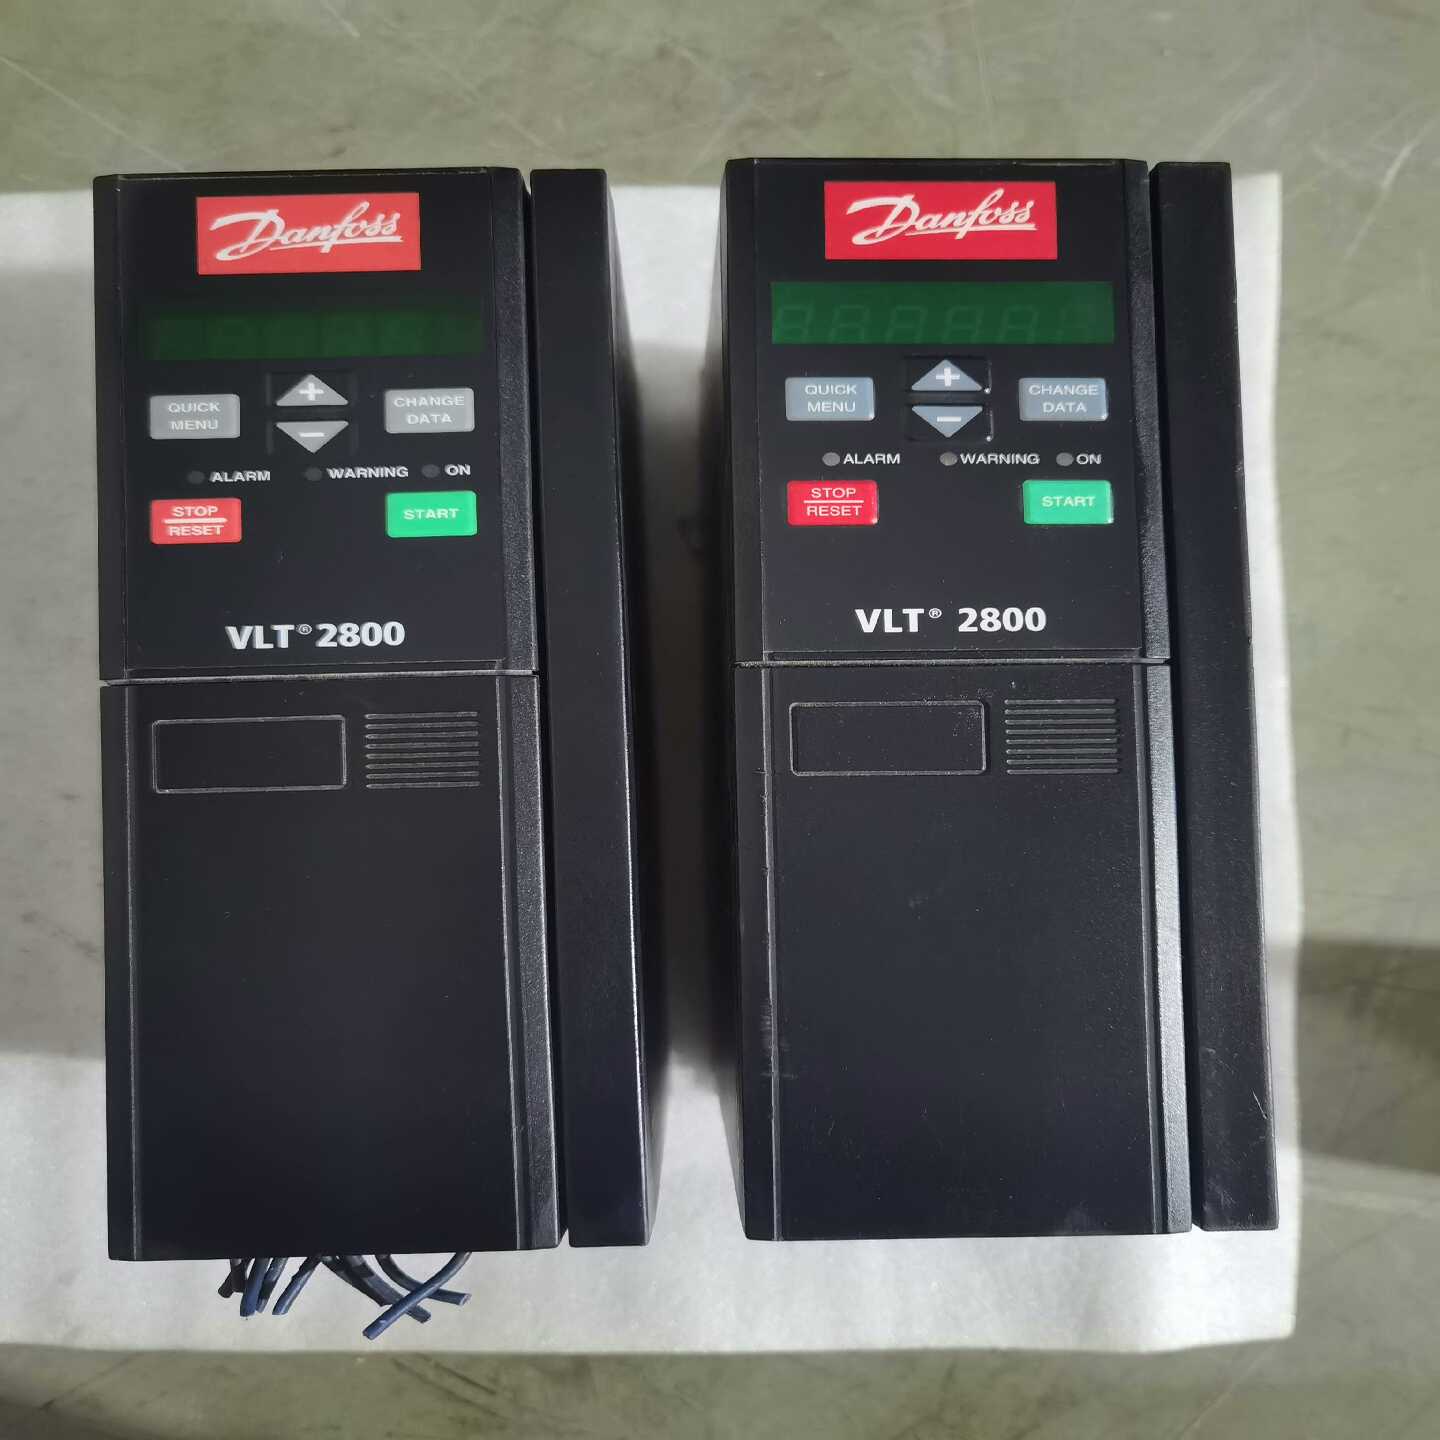 Danfoss
QUICK
MENU
+
-
CHANGE
DATA
ALARM
WARNING
ON
STOP
RESET
START
VLT® 2800
Danfoss
QUICK
MENU
+
-
CHANGE
DATA
ALARM
WARNING
ON
STOP
RESET
START
VLT® 2800